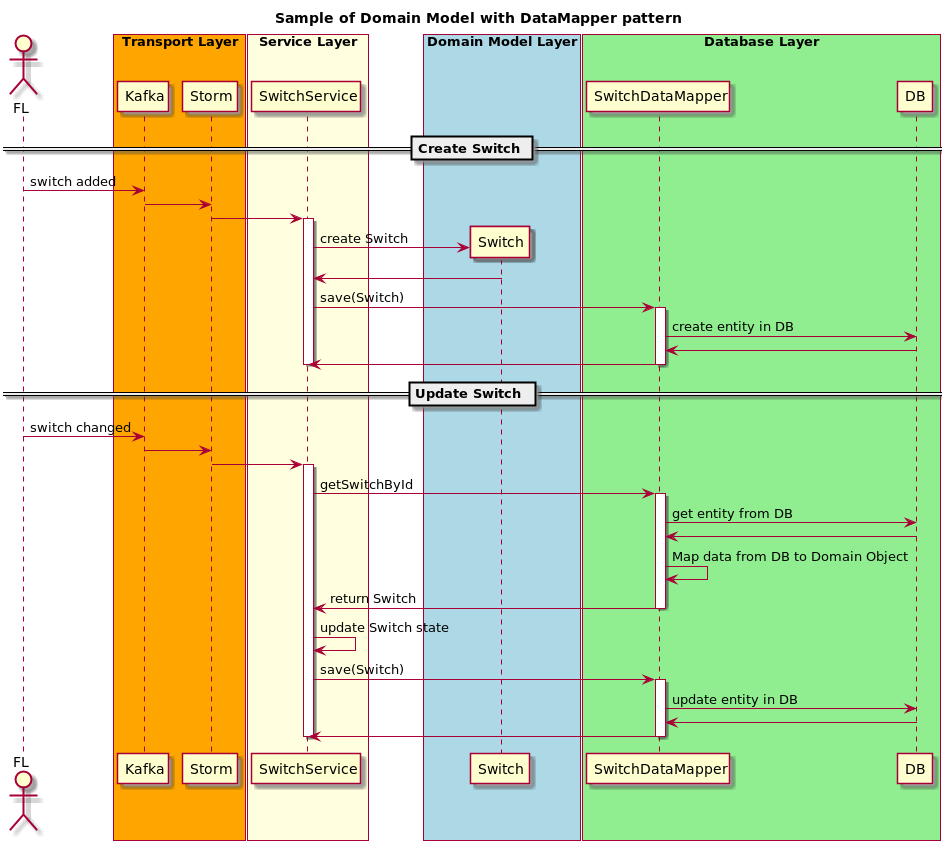 Sample of Domain Model with DataMapper pattern
Transport Layer
Service Layer
Domain Model Layer
Database Layer
FL
Kafka
Storm
SwitchService
SwitchDataMapper
DB
Create Switch
switch added
create Switch
Switch
save(Switch)
create entity in DB
Update Switch
switch changed
getSwitchById
get entity from DB
Map data from DB to Domain Object
return Switch
update Switch state
save(Switch)
update entity in DB
FL
Kafka
Storm
SwitchService
Switch
SwitchDataMapper
DB